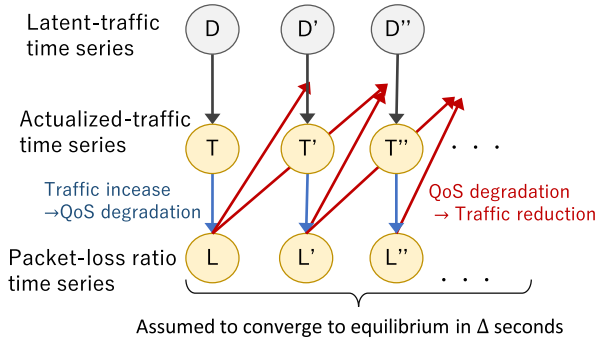 Latent-traffic
time series
D
D'
D''
Actualized-traffic
time series
T
T'
T''
. . .
Traffic incease
→QoS degradation
QoS degradation
→ Traffic reduction
Packet-loss ratio
time series
L
L'
L''
. . .
Assumed to converge to equilibrium in Δ seconds